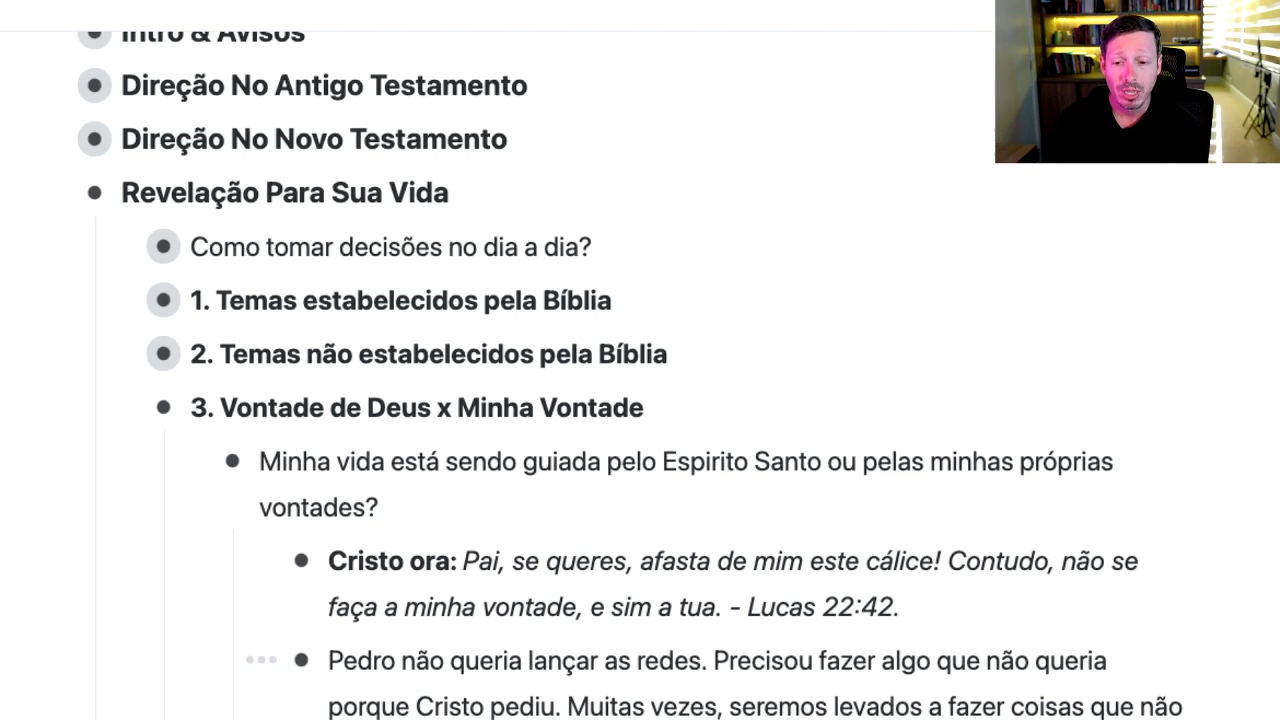 Intro & Avisos
Direção No Antigo Testamento
Direção No Novo Testamento
Revelação Para Sua Vida
Como tomar decisões no dia a dia?
1. Temas estabelecidos pela Bíblia
2. Temas não estabelecidos pela Bíblia
3. Vontade de Deus x Minha Vontade
Minha vida está sendo guiada pelo Espirito Santo ou pelas minhas próprias
vontades?
Cristo ora: Pai, se queres, afasta de mim este cálice! Contudo, não se
faça a minha vontade, e sim a tua. - Lucas 22:42.
Pedro não queria lançar as redes. Precisou fazer algo que não queria
porque Cristo pediu. Muitas vezes, seremos levados a fazer coisas que não